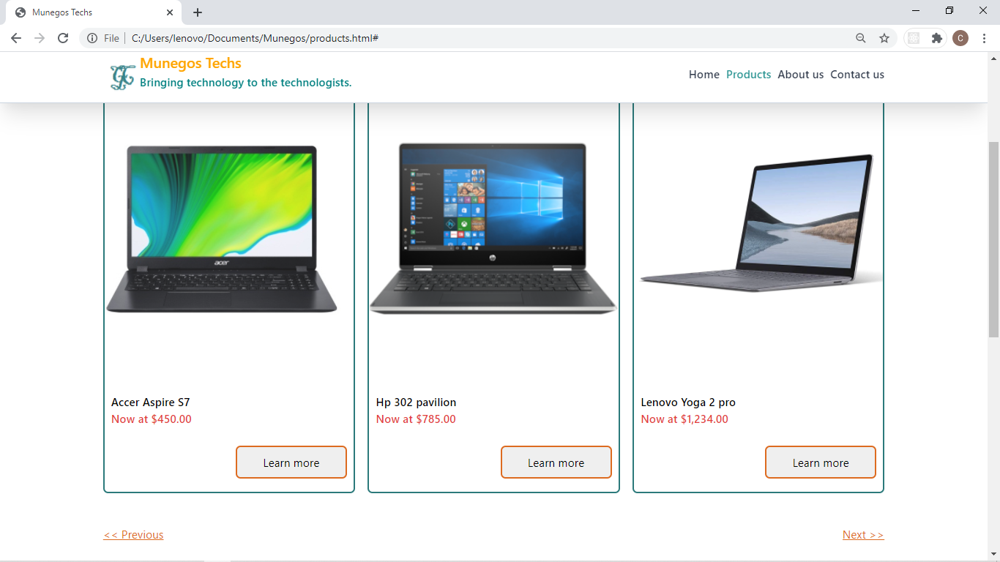 Munegos Techs
File
C:/Users/lenovo/Documents/Munegos/products.html#
C
Munegos Techs
Bringing technology to the technologists.
Home Products About us Contact us
acer
hp
Accer Aspire S7
Now at $450.00
Learn more
Hp 302 pavilion
Now at $785.00
Learn more
Lenovo Yoga 2 pro
Now at $1,234.00
Learn more
<< Previous
Next >>